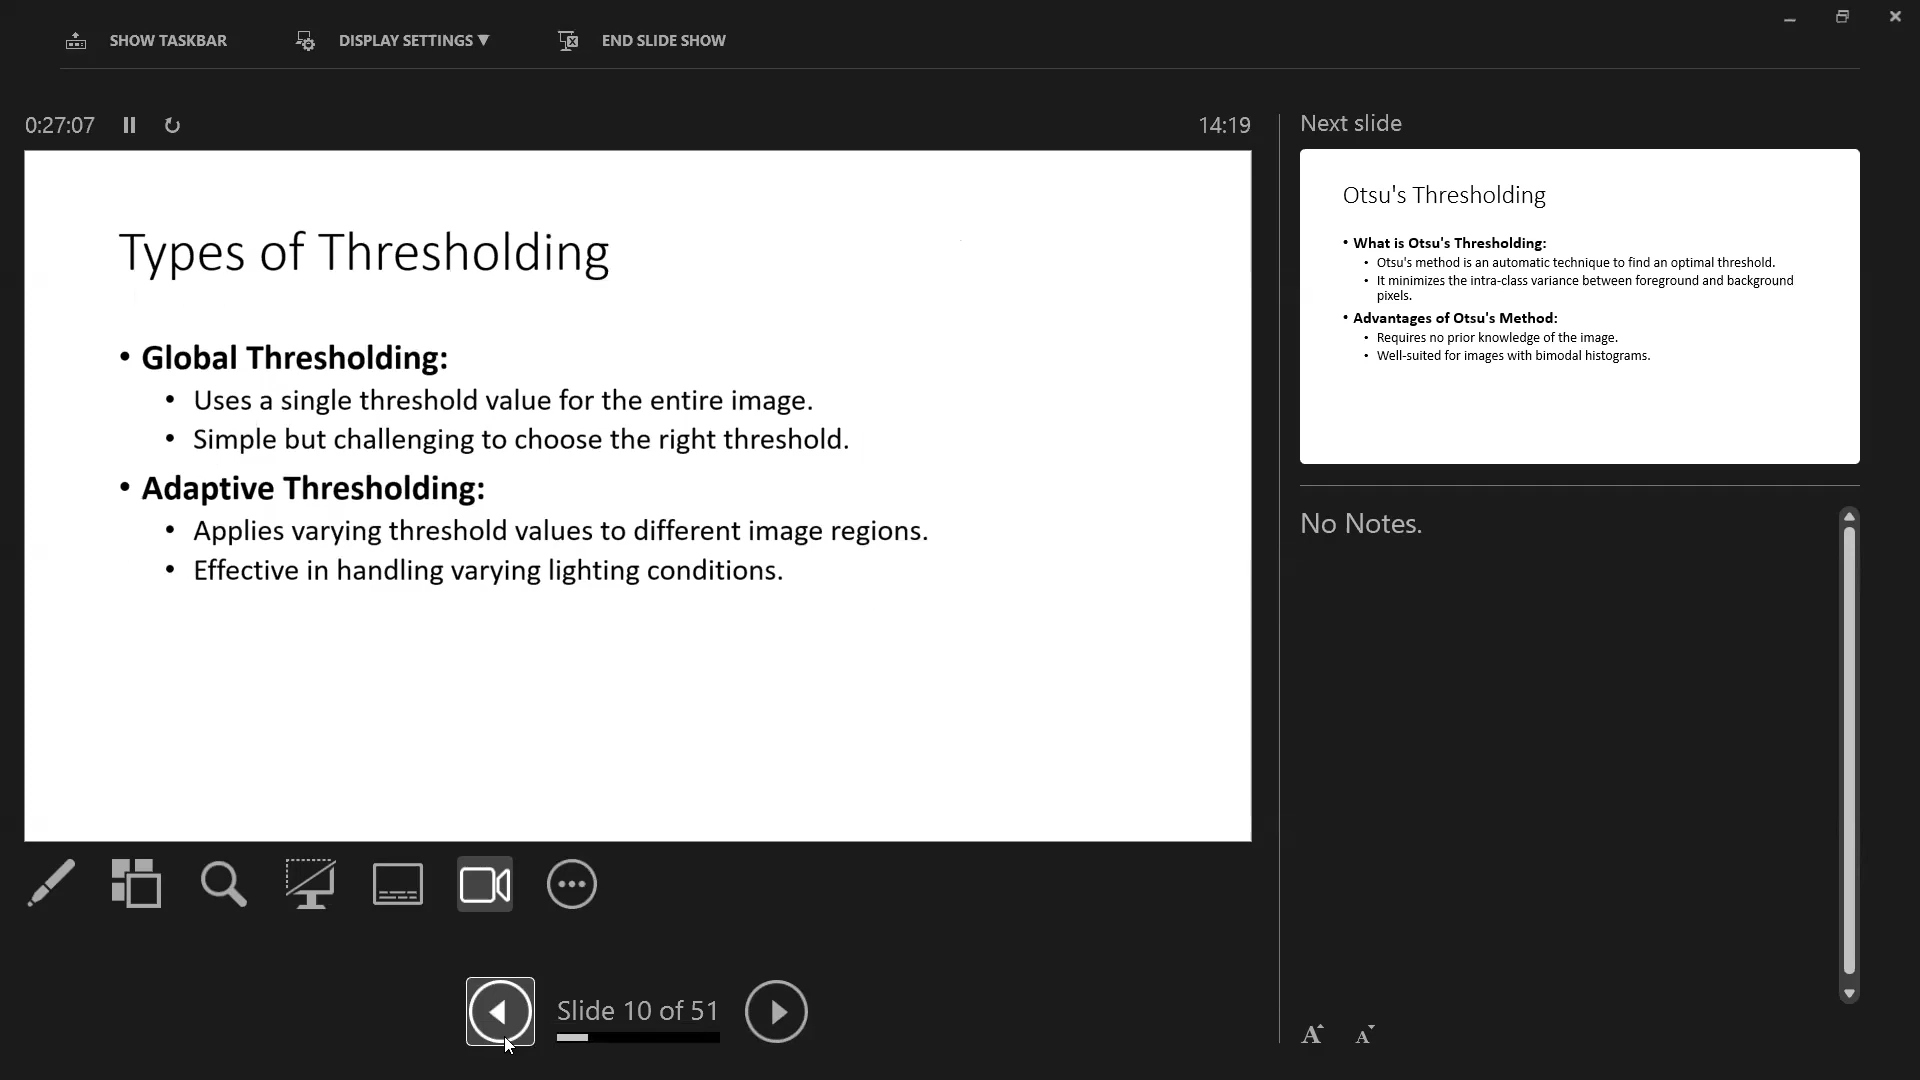 SHOW TASKBAR
DISPLAY SETTINGS ▼
END SLIDE SHOW
0:27:07
14:19
Types of Thresholding
• Global Thresholding:
• Uses a single threshold value for the entire image.
• Simple but challenging to choose the right threshold.
• Adaptive Thresholding:
• Applies varying threshold values to different image regions.
• Effective in handling varying lighting conditions.
Slide 10 of 51
Next slide
Otsu's Thresholding
• What is Otsu's Thresholding:
• Otsu's method is an automatic technique to find an optimal threshold.
• It minimizes the intra-class variance between foreground and background
pixels.
• Advantages of Otsu's Method:
• Requires no prior knowledge of the image.
• Well-suited for images with bimodal histograms.
No Notes.
A A